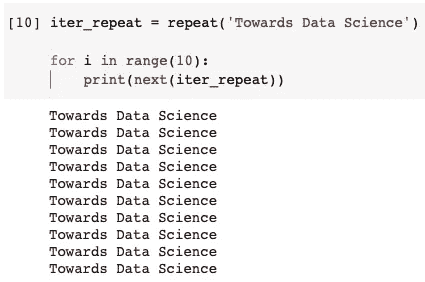 [10] iter_repeat = repeat('Towards Data Science')
for i in range(10):
print(next(iter_repeat))
Towards Data Science
Towards Data Science
Towards Data Science
Towards Data Science
Towards Data Science
Towards Data Science
Towards Data Science
Towards Data Science
Towards Data Science
Towards Data Science